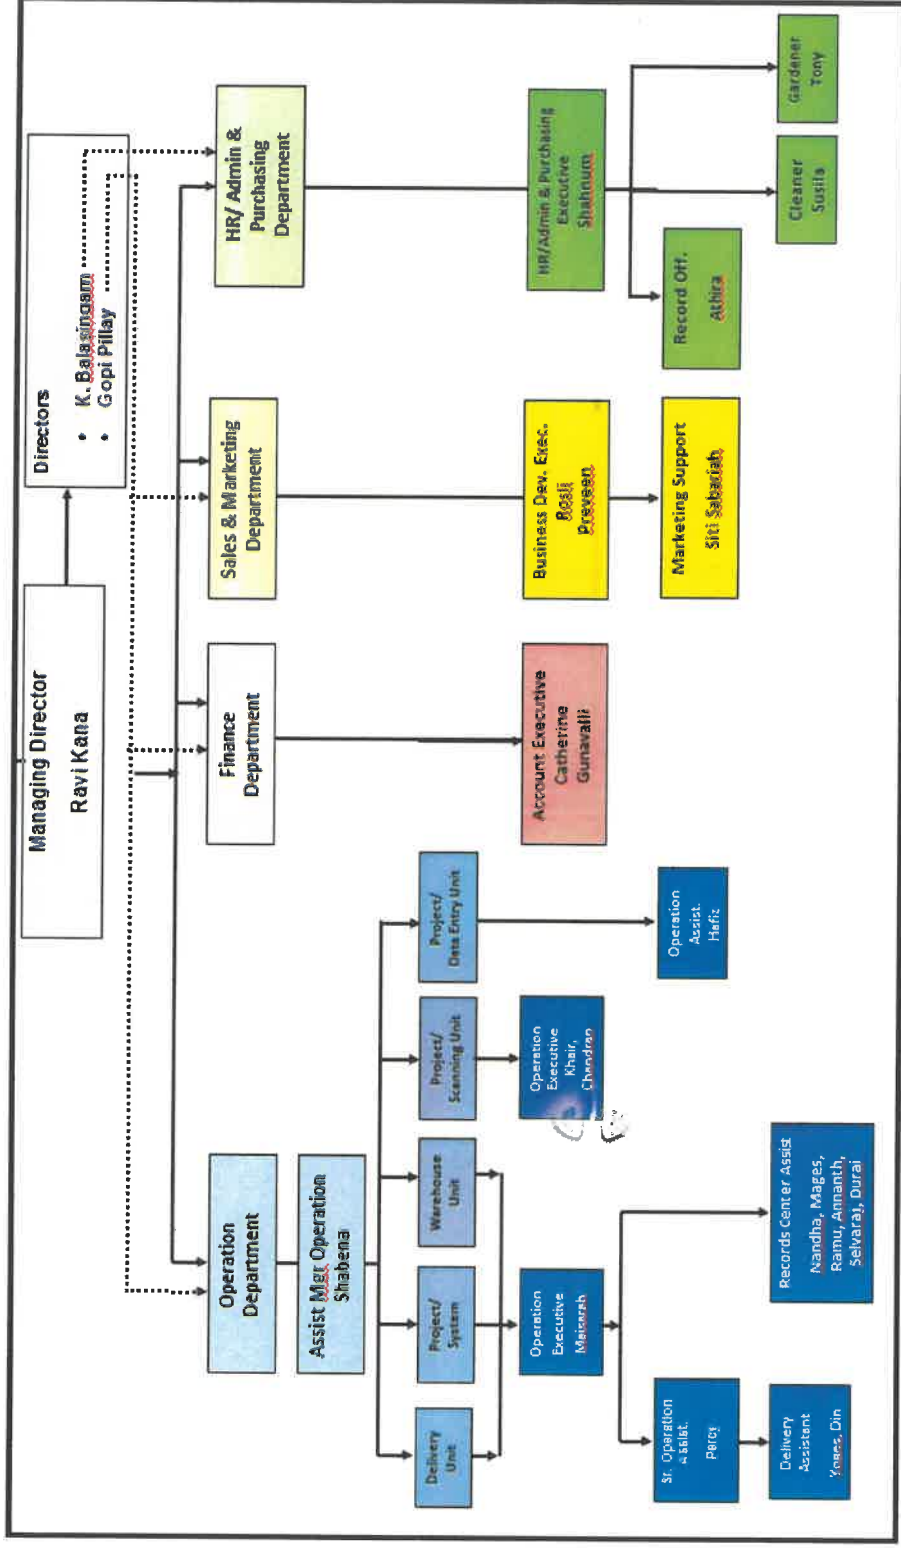 Managing Director
Ravi Kana
Directors
• K. Balasingam
• Gopi Pillay
Operation
Department
Finance
Department
Sales & Marketing
Department
HR/ Admin &
Purchasing
Department
Assist Mgr Operation
Shabena
Delivery
Unit
Project/
System
Warehouse
Unit
Project/
Scanning Unit
Project/
Data Entry Unit
Operation
Executive
Maisarah
Operation
Executive
Khair,
Chandran
Account Executive
Catherine
Gunavalli
Business Dev. Exec.
Rosli
Preveen
HR/Admin & Purchasing
Executive
Shahnum
Sr. Operation
Assist.
Percy
Operation
Assist.
Hafiz
Marketing Support
Siti Sabariah
Record Off.
Athira
Delivery
Assistant
Yoges, Din
Records Center Assist
Nandha, Mages,
Ramu, Annanth,
Selvaraj, Durai
Cleaner
Susila
Gardener
Tony